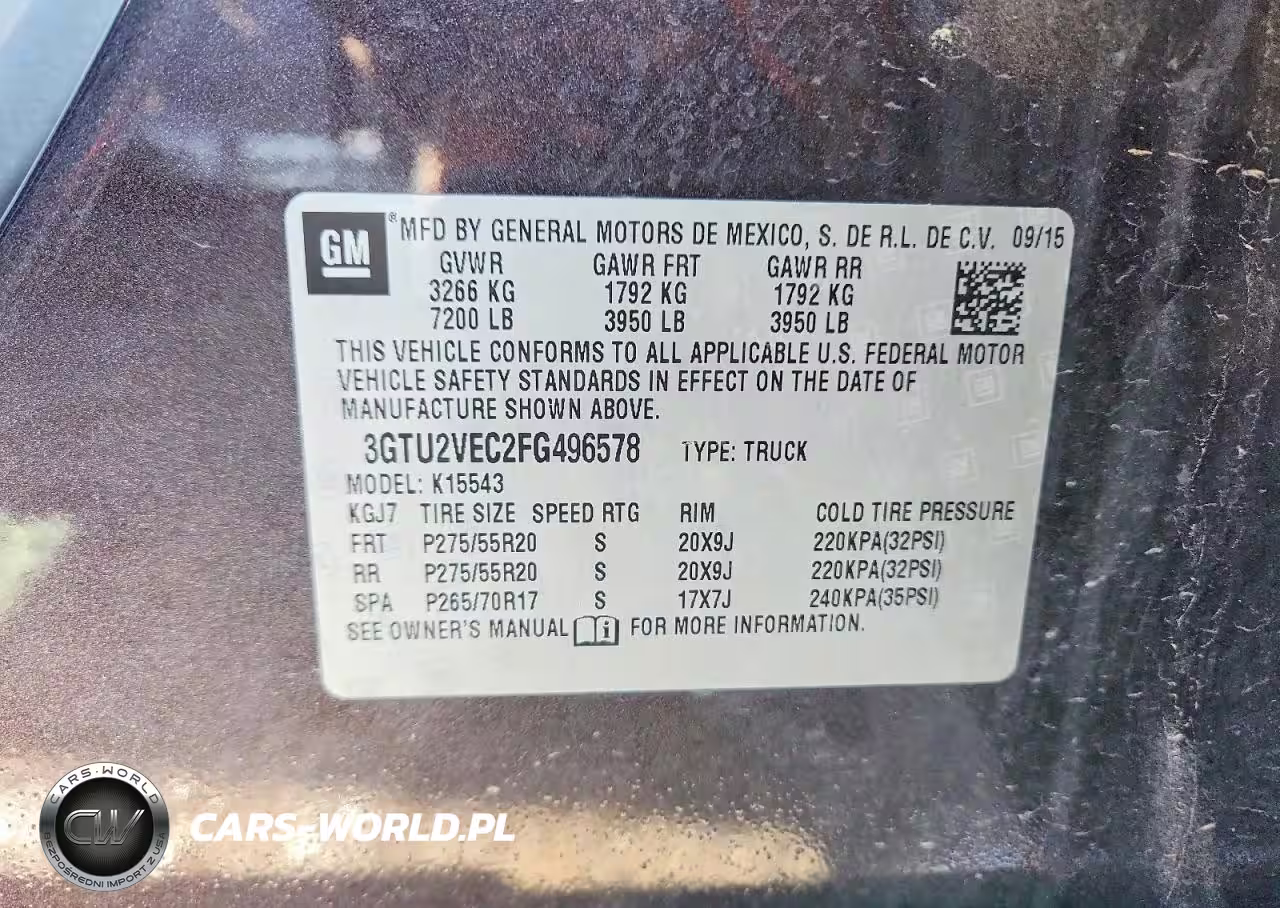 GM ® MFD BY GENERAL MOTORS DE MEXICO, S. DE R.L. DE C.V. 09/15
GVWR GAWR FRT GAWR RR
3266 KG 1792 KG 1792 KG
7200 LB 3950 LB 3950 LB
THIS VEHICLE CONFORMS TO ALL APPLICABLE U.S. FEDERAL MOTOR
VEHICLE SAFETY STANDARDS IN EFFECT ON THE DATE OF
MANUFACTURE SHOWN ABOVE.
3GTU2VEC2FG496578 TYPE: TRUCK
MODEL: K15543
KGJ7 TIRE SIZE SPEED RTG RIM COLD TIRE PRESSURE
FRT P275/55R20 S 20X9J 220KPA(32PSI)
RR P275/55R20 S 20X9J 220KPA(32PSI)
SPA P265/70R17 S 17X7J 240KPA(35PSI)
SEE OWNER'S MANUAL i FOR MORE INFORMATION.
CARS-WORLD
CW
BEZPOŚREDNI IMPORT Z USA
CARS-WORLD.PL